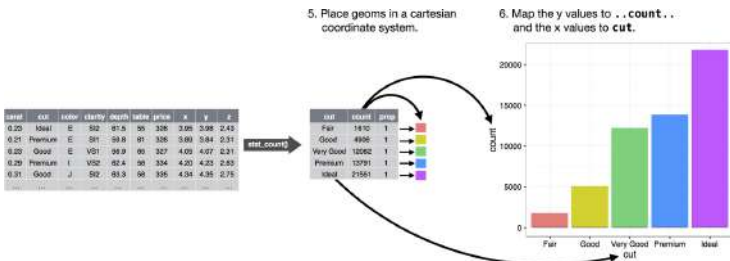 5. Place geoms in a cartesian
coordinate system.
6. Map the y values to ..count..
and the x values to cut.
carat cut color clarity depth table price x y z
0.23 Ideal E SI2 61.5 55 326 3.95 3.98 2.43
0.21 Premium E SI1 59.8 61 326 3.89 3.84 2.31
0.23 Good E VS1 56.9 65 327 4.05 4.07 2.31
0.29 Premium I VS2 62.4 58 334 4.20 4.23 2.63
0.31 Good J SI2 63.3 58 335 4.34 4.35 2.75
... ... ... ... ... ... ... ... ... ...
stat_count()
cut count prop
Fair 1610 1
Good 4906 1
Very Good 12082 1
Premium 13791 1
Ideal 21551 1
count
20000
15000
10000
5000
0
Fair Good Very Good Premium Ideal
cut